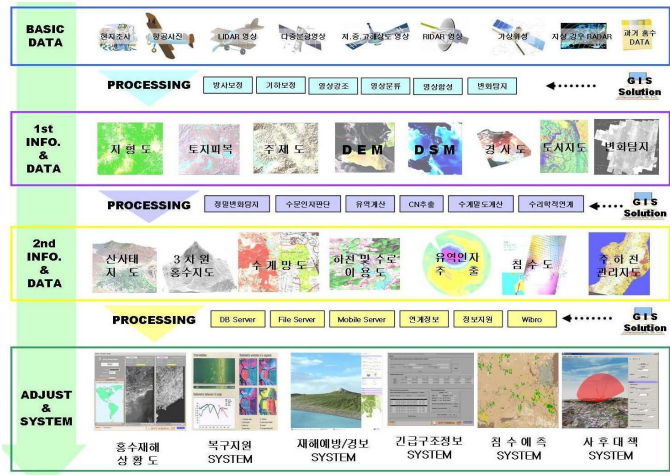 BASIC
DATA
현지조사
항공사진
LIDAR 영상
다중분광영상
저.중.고해상도 영상
RIDAR 영상
기상위성
지상 강우 RADAR
과거 홍수
DATA
PROCESSING
방사보정
기하보정
영상강조
영상분류
영상합성
변화탐지
GIS
Solution
1st
INFO.
&
DATA
지 형 도
토지피복
주 제 도
D E M
D S M
경 사 도
도시지도
변화탐지
PROCESSING
정밀변화탐지
수문인자판단
유역계산
CN추출
수계밀도계산
수리학적연계
GIS
Solution
2nd
INFO.
&
DATA
산사태
지 도
3 차 원
홍수지도
수 계 망 도
하천 및 수로
이 용 도
유역인자
추 출
침 수 도
주 하 천
관리지도
PROCESSING
DB Server
File Server
Mobile Server
연계정보
정보지원
Wibro
GIS
Solution
ADJUST
&
SYSTEM
홍수재해
상 황 도
복구지원
SYSTEM
재해예방/경보
SYSTEM
긴급구조정보
SYSTEM
침 수 예 측
SYSTEM
사 후 대 책
SYSTEM